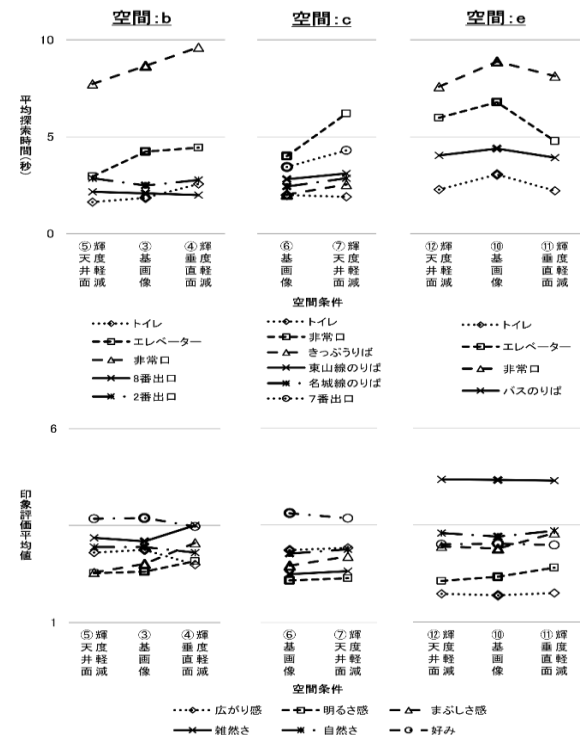 空間:b
空間:c
空間:e
10
5
0
平均探索時間(秒)
⑤輝度軽減天井面
③基画像
④輝度軽減垂直面
⑥基画像
⑦輝度軽減天井面
⑫輝度軽減天井面
⑩基画像
⑪輝度軽減垂直面
空間条件
トイレ
エレベーター
非常口
8番出口
2番出口
トイレ
非常口
きっぷうりば
東山線のりば
名城線のりば
7番出口
トイレ
エレベーター
非常口
バスのりば
6
1
印象評価平均値
⑤輝度軽減天井面
③基画像
④輝度軽減垂直面
⑥基画像
⑦輝度軽減天井面
⑫輝度軽減天井面
⑩基画像
⑪輝度軽減垂直面
空間条件
広がり感
明るさ感
まぶしさ感
雑然さ
自然さ
好み